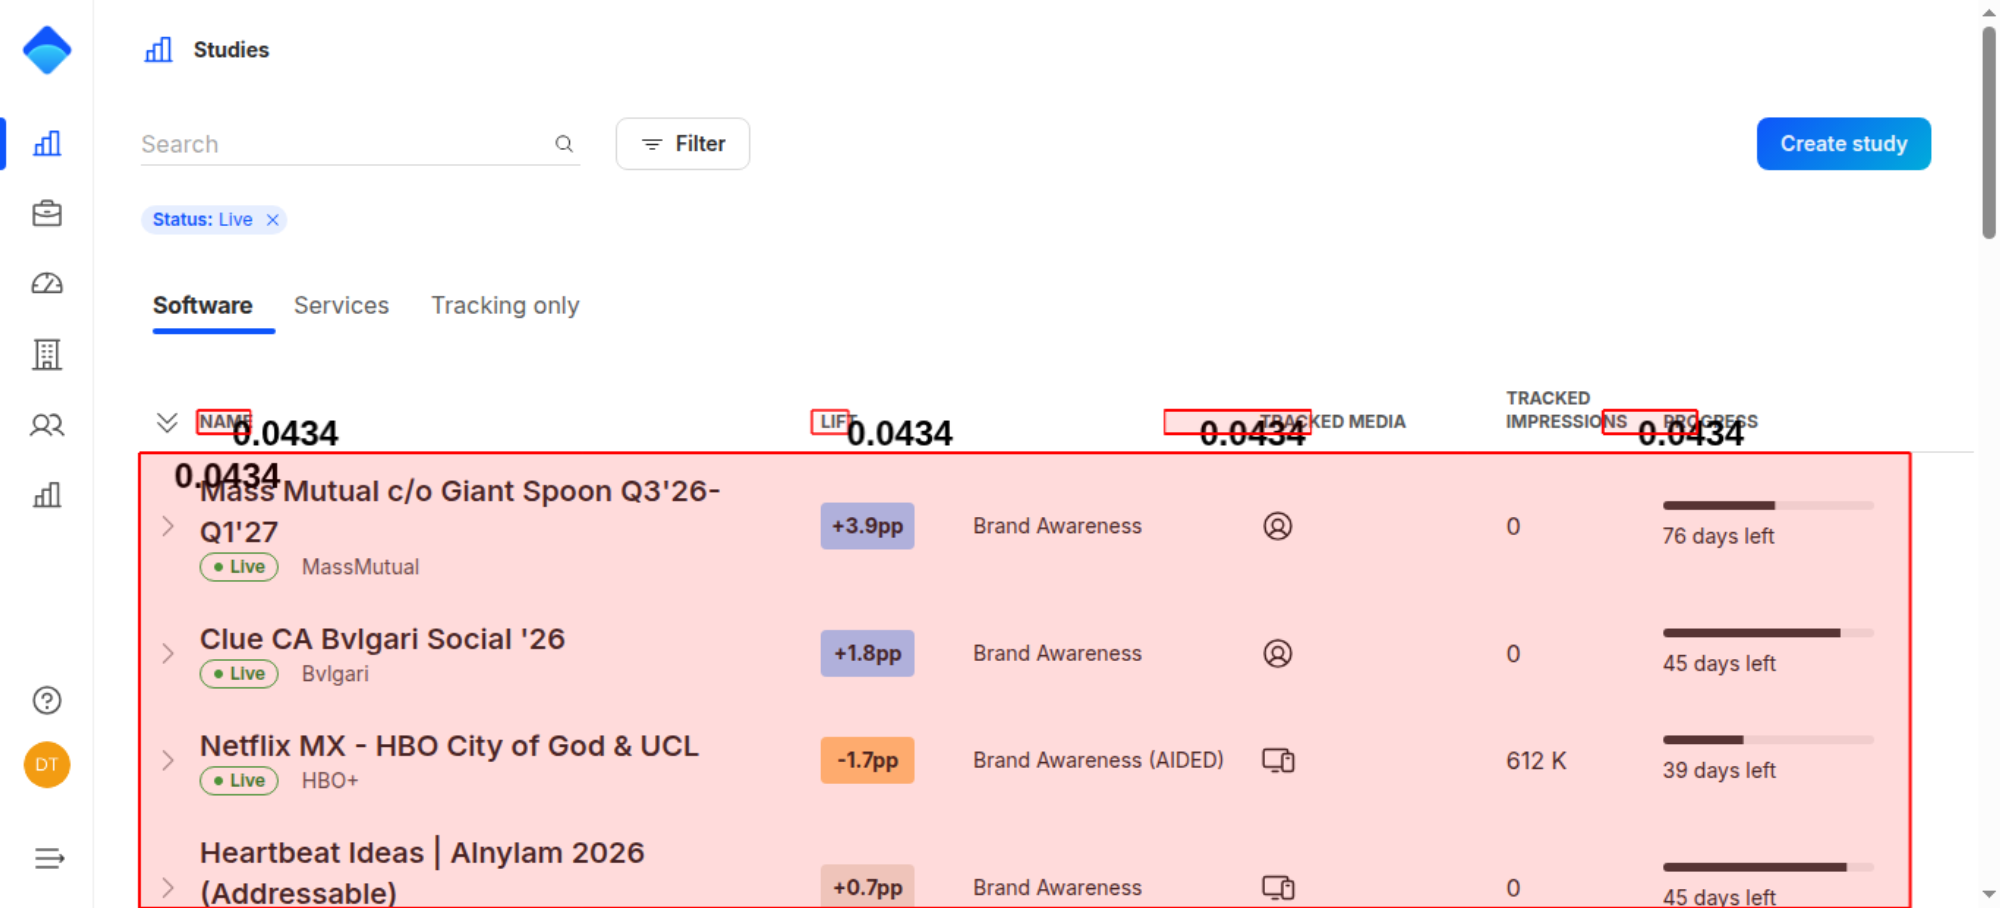 Studies
Search
Filter
Create study
Status: Live
Software
Services
Tracking only
NAME
LIFT
TRACKED MEDIA
TRACKED
IMPRESSIONS
PROGRESS
0.0434
0.0434
0.0434
0.0434
0.0434
Mass Mutual c/o Giant Spoon Q3'26-
Q1'27
Live MassMutual
+3.9pp
Brand Awareness
0
76 days left
Clue CA Bvlgari Social '26
Live Bvlgari
+1.8pp
Brand Awareness
0
45 days left
Netflix MX - HBO City of God & UCL
Live HBO+
-1.7pp
Brand Awareness (AIDED)
612 K
39 days left
Heartbeat Ideas | Alnylam 2026
(Addressable)
+0.7pp
Brand Awareness
0
45 days left
DT